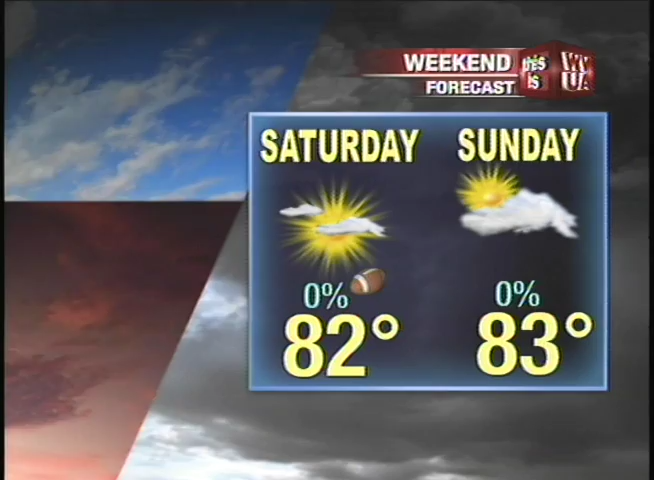 WEEKEND
FORECAST
this
is
WV
UA
SATURDAY
0%
82°
SUNDAY
0%
83°